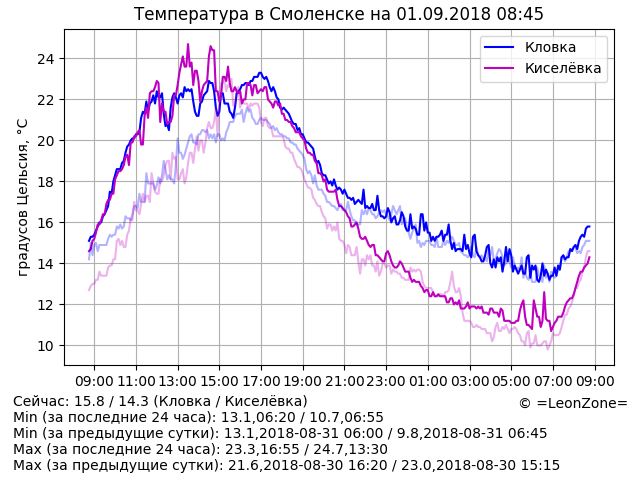 Температура в Смоленске на 01.09.2018 08:45
Кловка
Киселёвка
градусов Цельсия, °C
24
22
20
18
16
14
12
10
09:00 11:00 13:00 15:00 17:00 19:00 21:00 23:00 01:00 03:00 05:00 07:00 09:00
Сейчас: 15.8 / 14.3 (Кловка / Киселёвка)
© =LeonZone=
Min (за последние 24 часа): 13.1,06:20 / 10.7,06:55
Min (за предыдущие сутки): 13.1,2018-08-31 06:00 / 9.8,2018-08-31 06:45
Max (за последние 24 часа): 23.3,16:55 / 24.7,13:30
Max (за предыдущие сутки): 21.6,2018-08-30 16:20 / 23.0,2018-08-30 15:15